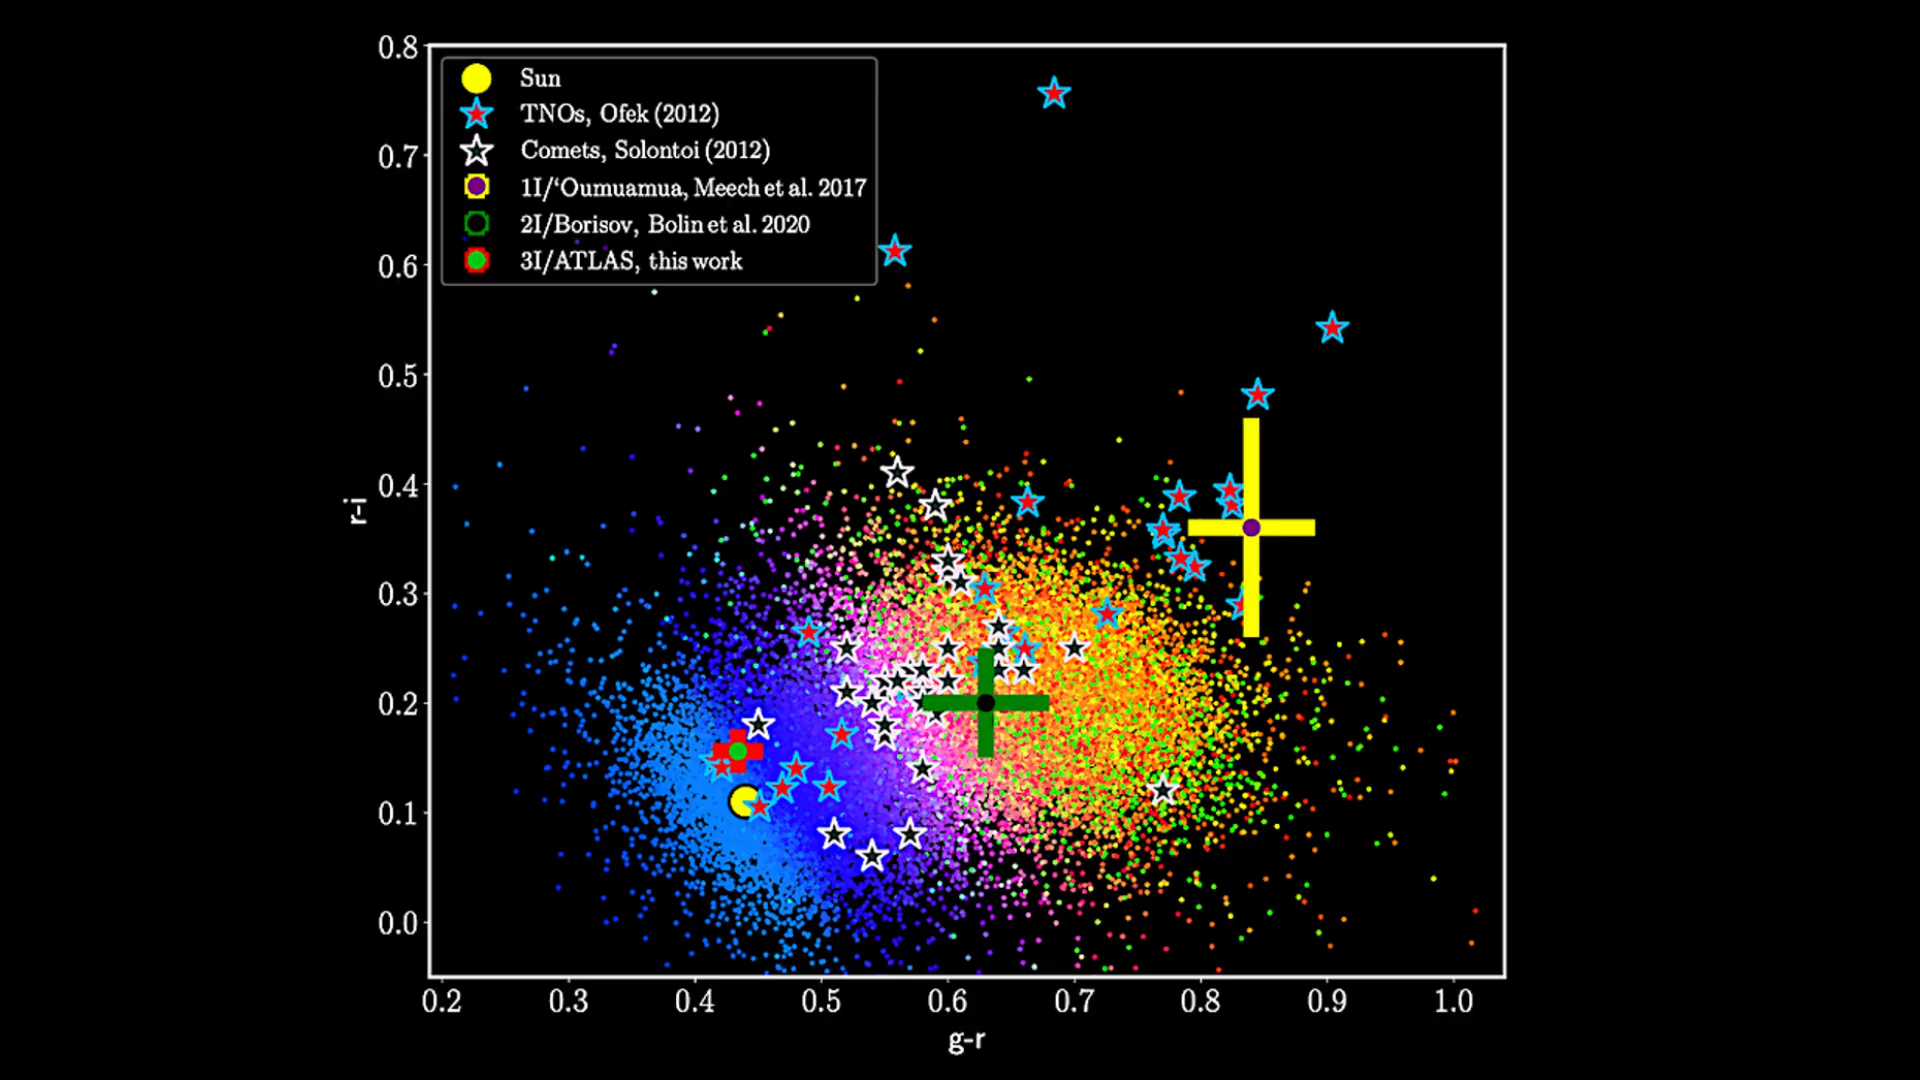 Sun
TNOs, Ofek (2012)
Comets, Solontoi (2012)
1I/‘Oumuamua, Meech et al. 2017
2I/Borisov, Bolin et al. 2020
3I/ATLAS, this work
0.8
0.7
0.6
0.5
0.4
0.3
0.2
0.1
0.0
r-i
0.2 0.3 0.4 0.5 0.6 0.7 0.8 0.9 1.0
g-r